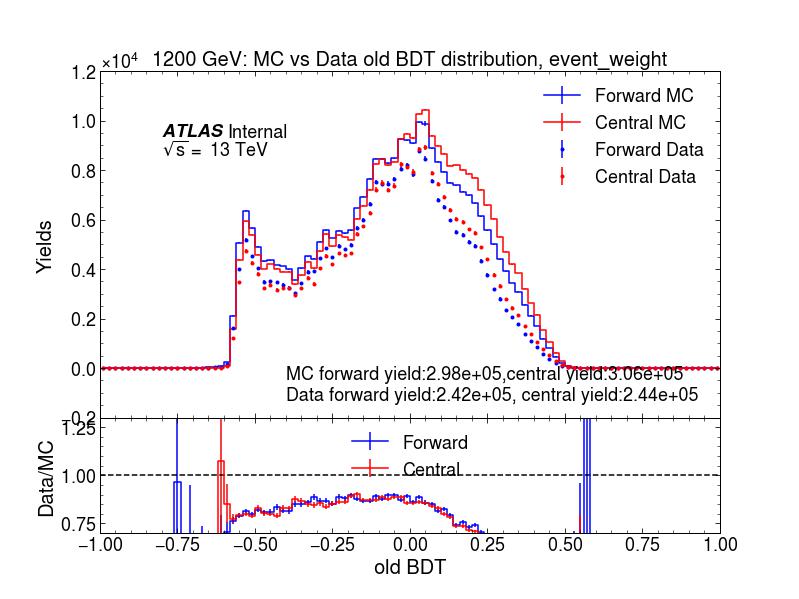 ×10⁴ 1200 GeV: MC vs Data old BDT distribution, event_weight
1.2
1.0
0.8
0.6
0.4
0.2
0.0
0.2
Yields
ATLAS Internal
√s = 13 TeV
Forward MC
Central MC
Forward Data
Central Data
MC forward yield:2.98e+05,central yield:3.06e+05
Data forward yield:2.42e+05, central yield:2.44e+05
1.25
1.00
0.75
Data/MC
Forward
Central
−1.00 −0.75 −0.50 −0.25 0.00 0.25 0.50 0.75 1.00
old BDT